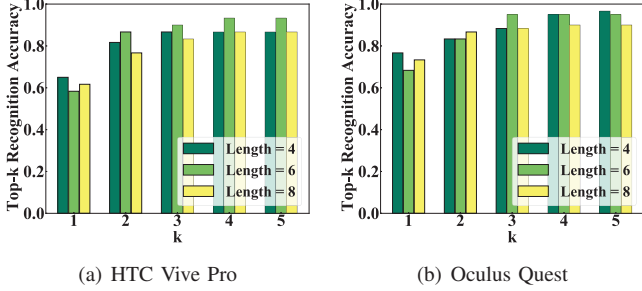 Top-k Recognition Accuracy
1.0
0.8
0.6
0.4
0.2
0.0
Length = 4
Length = 6
Length = 8
1 2 3 4 5
k
(a) HTC Vive Pro
Top-k Recognition Accuracy
1.0
0.8
0.6
0.4
0.2
0.0
Length = 4
Length = 6
Length = 8
1 2 3 4 5
k
(b) Oculus Quest